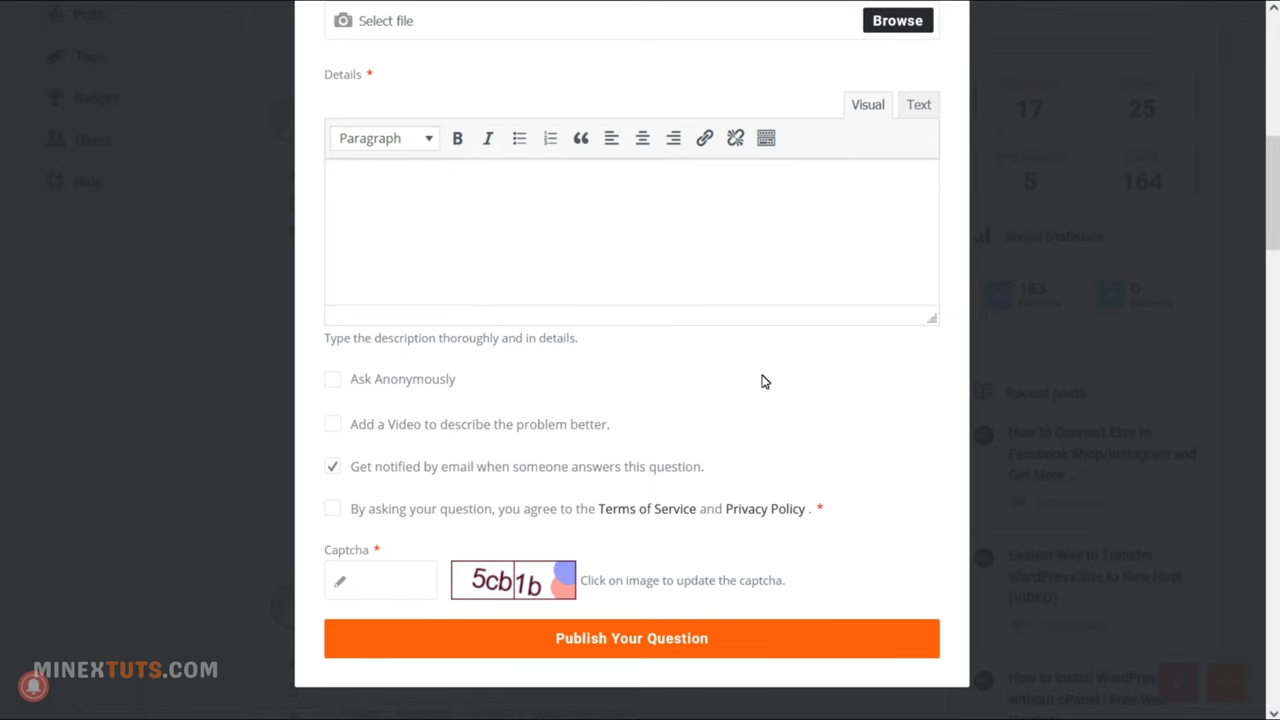 Polls
Tags
Badges
Users
Help
Select file
Browse
Details *
Visual
Text
Paragraph
Type the description thoroughly and in details.
Ask Anonymously
Add a Video to describe the problem better.
Get notified by email when someone answers this question.
By asking your question, you agree to the Terms of Service and Privacy Policy . *
Captcha *
5cb1b
Click on image to update the captcha.
Publish Your Question
17
25
5
164
Social Statistics
163
Followers
0
Recent posts
How to Connect Etsy to
Facebook Shop/Instagram and
Get More ...
0 Comments
Easiest Way to Transfer
WordPress Site to New Host
(VIDEO)
How to Install WordPress
without cPanel | Free
MINEXTUTS.COM